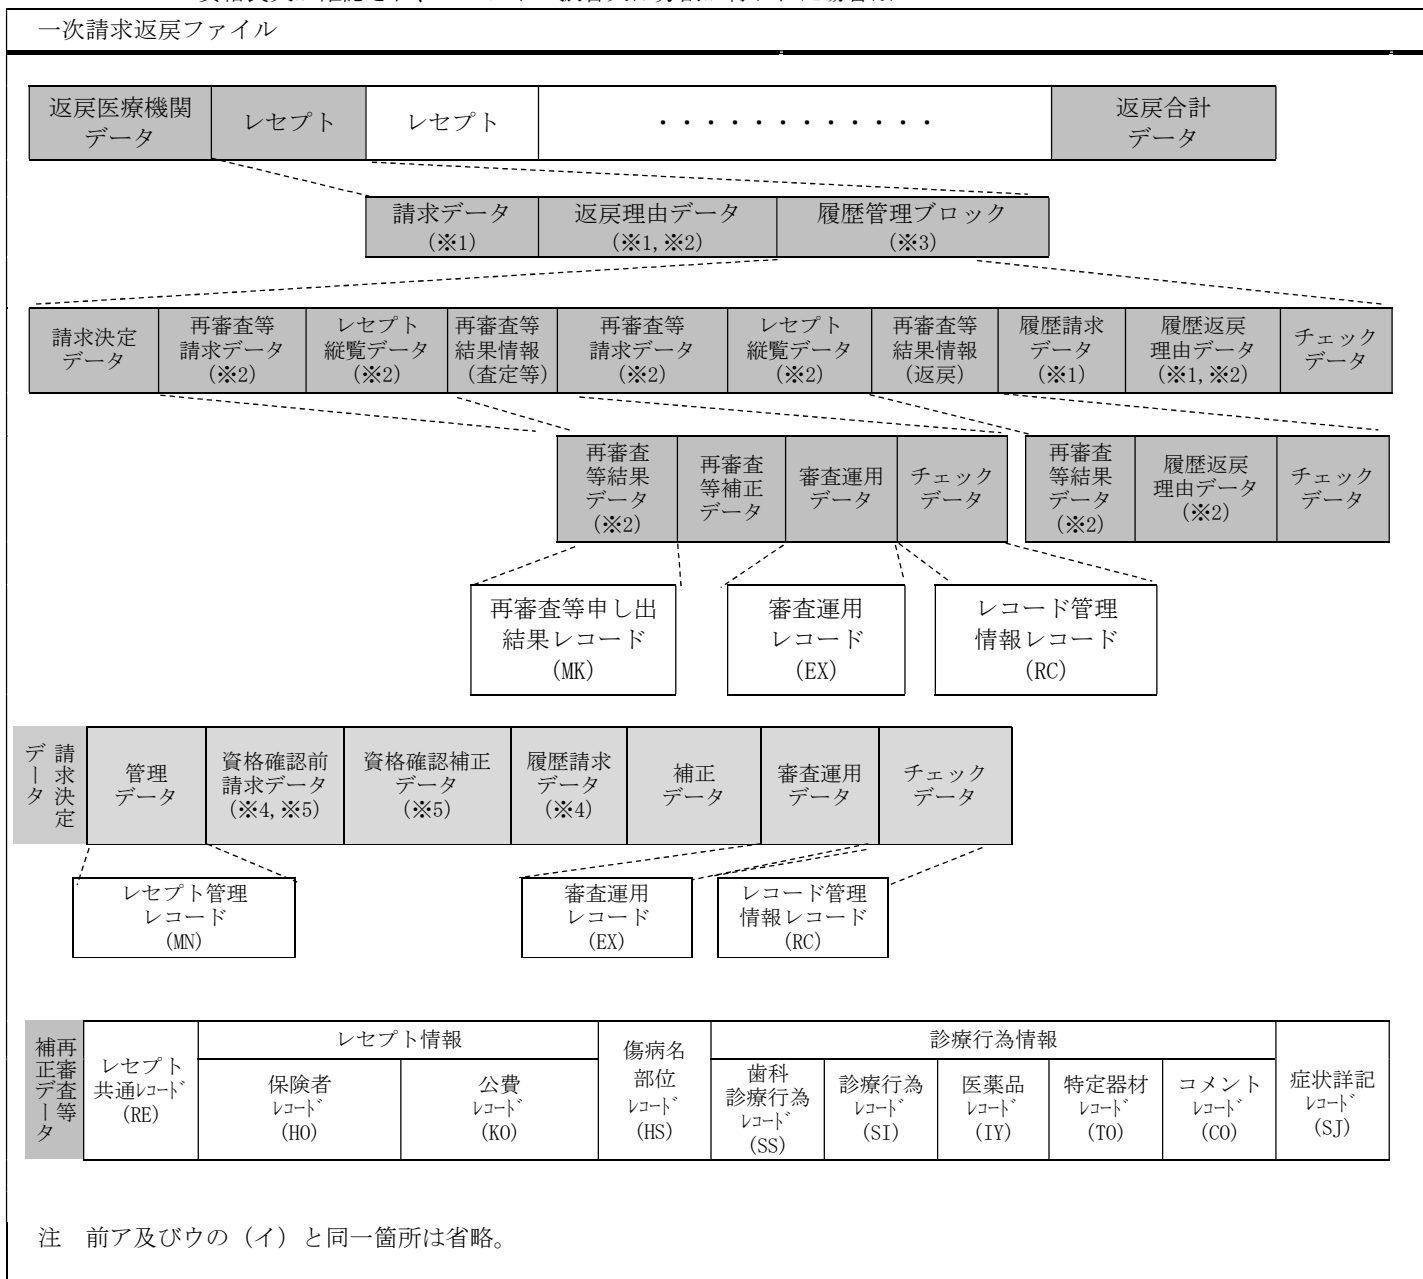 一次請求返戻ファイル
返戻医療機関
データ
レセプト
レセプト
・・・・・・・・・・・・
返戻合計
データ
請求データ
(※1)
返戻理由データ
(※1,※2)
履歴管理ブロック
(※3)
請求決定
データ
再審査等
請求データ
(※2)
レセプト
縦覧データ
(※2)
再審査等
結果情報
(査定等)
再審査等
請求データ
(※2)
レセプト
縦覧データ
(※2)
再審査等
結果情報
(返戻)
履歴請求
データ
(※1)
履歴返戻
理由データ
(※1,※2)
チェック
データ
再審査
等結果
データ
(※2)
再審査
等補正
データ
審査運用
データ
チェック
データ
再審査
等結果
データ
(※2)
履歴返戻
理由データ
(※2)
チェック
データ
再審査等申し出
結果レコード
(MK)
審査運用
レコード
(EX)
レコード管理
情報レコード
(RC)
請求決定
データ
管理
データ
資格確認前
請求データ
(※4,※5)
資格確認補正
データ
(※5)
履歴請求
データ
(※4)
補正
データ
審査運用
データ
チェック
データ
レセプト管理
レコード
(MN)
審査運用
レコード
(EX)
レコード管理
情報レコード
(RC)
再審査等
補正データ
レセプト
共通ﾚｺｰﾄﾞ
(RE)
レセプト情報
保険者
ﾚｺｰﾄﾞ
(HO)
公費
ﾚｺｰﾄﾞ
(KO)
傷病名
部位
ﾚｺｰﾄﾞ
(HS)
診療行為情報
歯科
診療行為
ﾚｺｰﾄﾞ
(SS)
診療行為
ﾚｺｰﾄﾞ
(SI)
医薬品
ﾚｺｰﾄﾞ
(IY)
特定器材
ﾚｺｰﾄﾞ
(TO)
コメント
ﾚｺｰﾄﾞ
(CO)
症状詳記
ﾚｺｰﾄﾞ
(SJ)
注　前ア及びウの（イ）と同一箇所は省略。